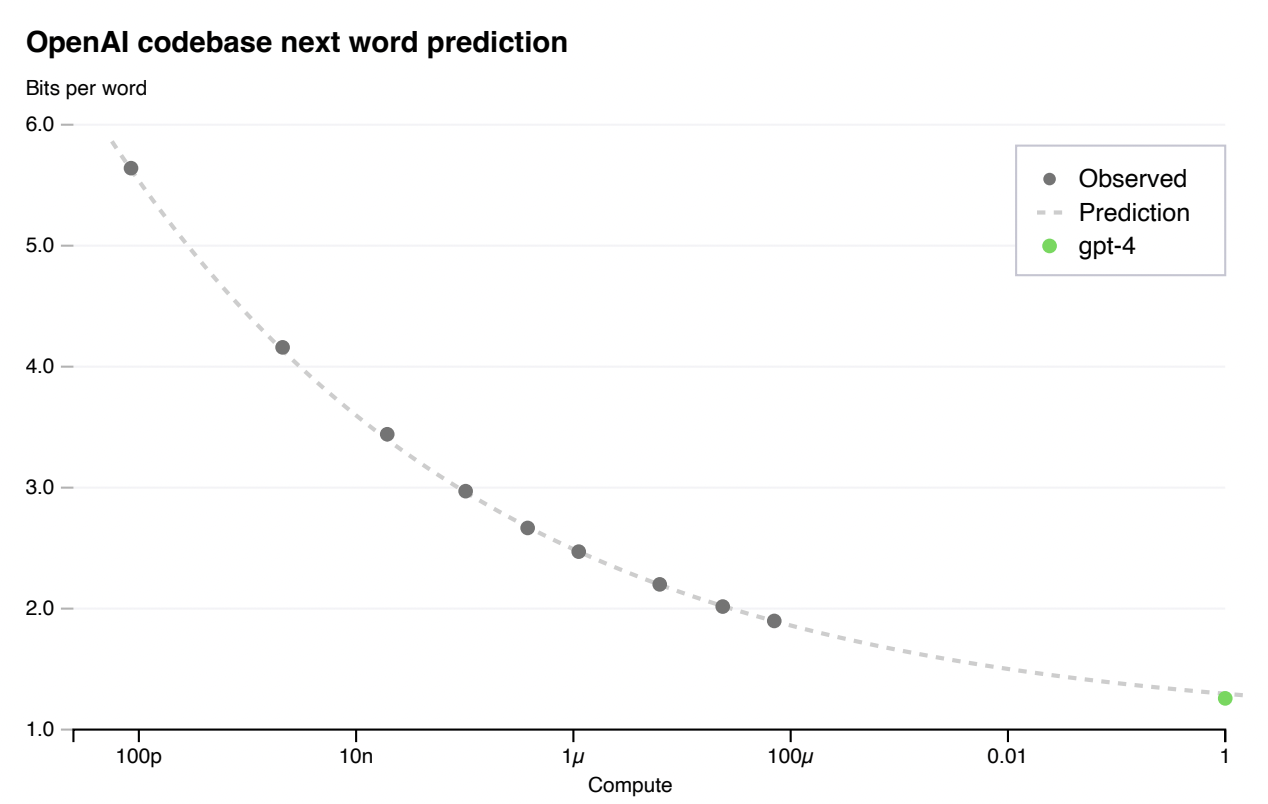 OpenAI codebase next word prediction
Bits per word
6.0
5.0
4.0
3.0
2.0
1.0
Observed
Prediction
gpt-4
100p
10n
1µ
100µ
0.01
1
Compute